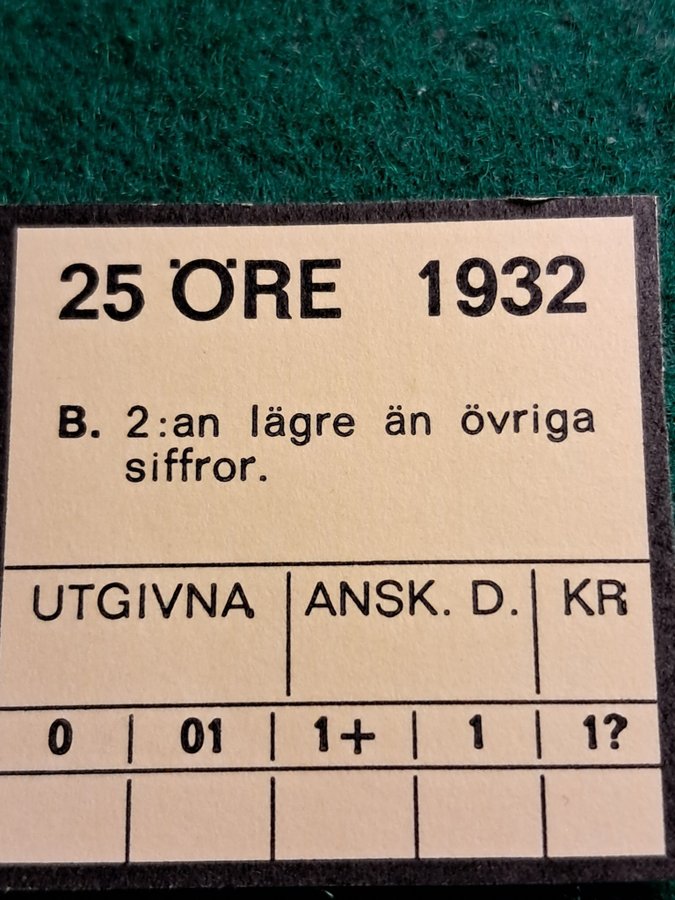 25 ÖRE 1932
B. 2:an lägre än övriga
siffror.
UTGIVNA ANSK. D. KR
0 01 1+ 1 1?